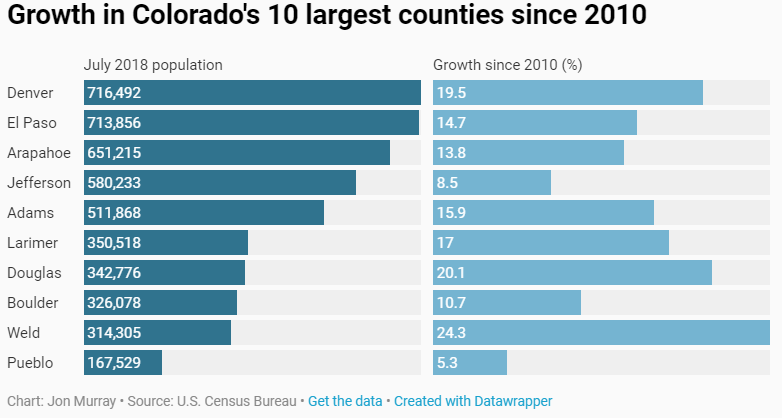 Growth in Colorado's 10 largest counties since 2010
July 2018 population Growth since 2010 (%)
Denver 716,492 19.5
El Paso 713,856 14.7
Arapahoe 651,215 13.8
Jefferson 580,233 8.5
Adams 511,868 15.9
Larimer 350,518 17
Douglas 342,776 20.1
Boulder 326,078 10.7
Weld 314,305 24.3
Pueblo 167,529 5.3
Chart: Jon Murray • Source: U.S. Census Bureau • Get the data • Created with Datawrapper